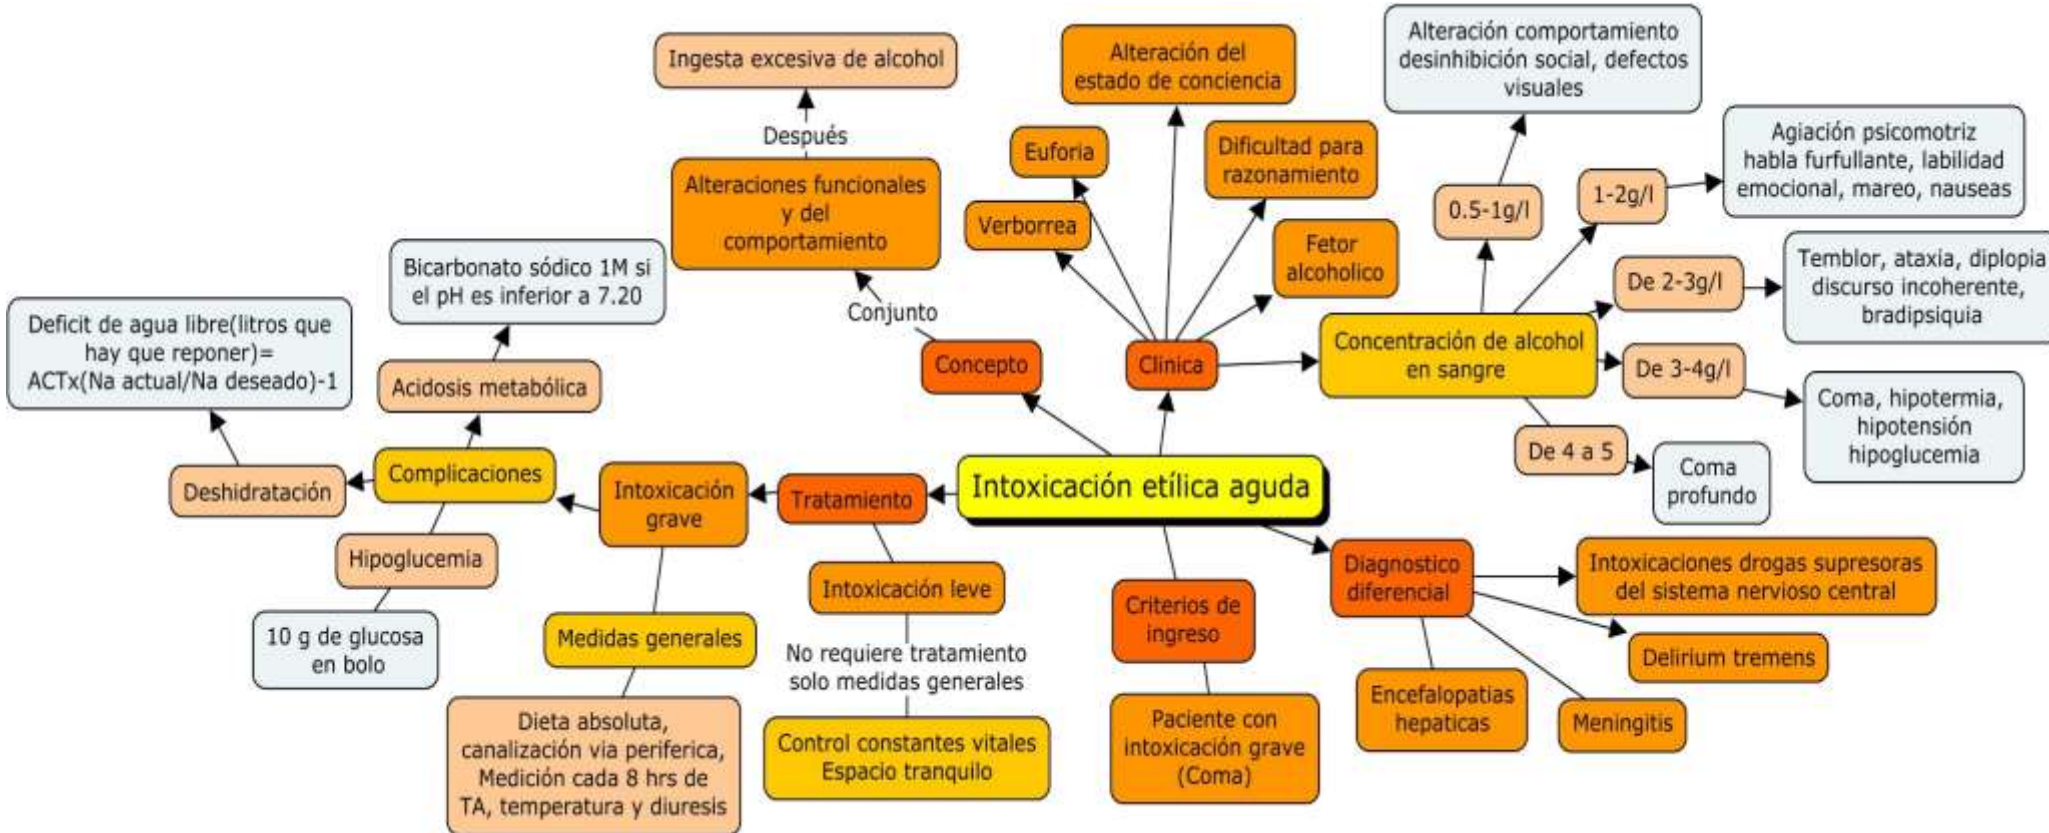 Ingesta excesiva de alcohol
Después
Alteraciones funcionales
y del
comportamiento
Conjunto
Concepto
Alteración del
estado de conciencia
Euforia
Verborrea
Dificultad para
razonamiento
Fetor
alcoholico
Clinica
Alteración comportamiento
desinhibición social, defectos
visuales
0.5-1g/l
Agiación psicomotriz
habla furfullante, labilidad
emocional, mareo, nauseas
1-2g/l
Temblor, ataxia, diplopia
discurso incoherente,
bradipsiquia
De 2-3g/l
Concentración de alcohol
en sangre
De 3-4g/l
Coma, hipotermia,
hipotensión
hipoglucemia
De 4 a 5
Coma
profundo
Bicarbonato sódico 1M si
el pH es inferior a 7.20
Deficit de agua libre(litros que
hay que reponer)=
ACTx(Na actual/Na deseado)-1
Acidosis metabólica
Deshidratación
Complicaciones
Hipoglucemia
10 g de glucosa
en bolo
Intoxicación
grave
Tratamiento
Intoxicación etílica aguda
Medidas generales
Dieta absoluta,
canalización via periferica,
Medición cada 8 hrs de
TA, temperatura y diuresis
Intoxicación leve
No requiere tratamiento
solo medidas generales
Control constantes vitales
Espacio tranquilo
Criterios de
ingreso
Paciente con
intoxicación grave
(Coma)
Diagnostico
diferencial
Intoxicaciones drogas supresoras
del sistema nervioso central
Delirium tremens
Meningitis
Encefalopatias
hepaticas